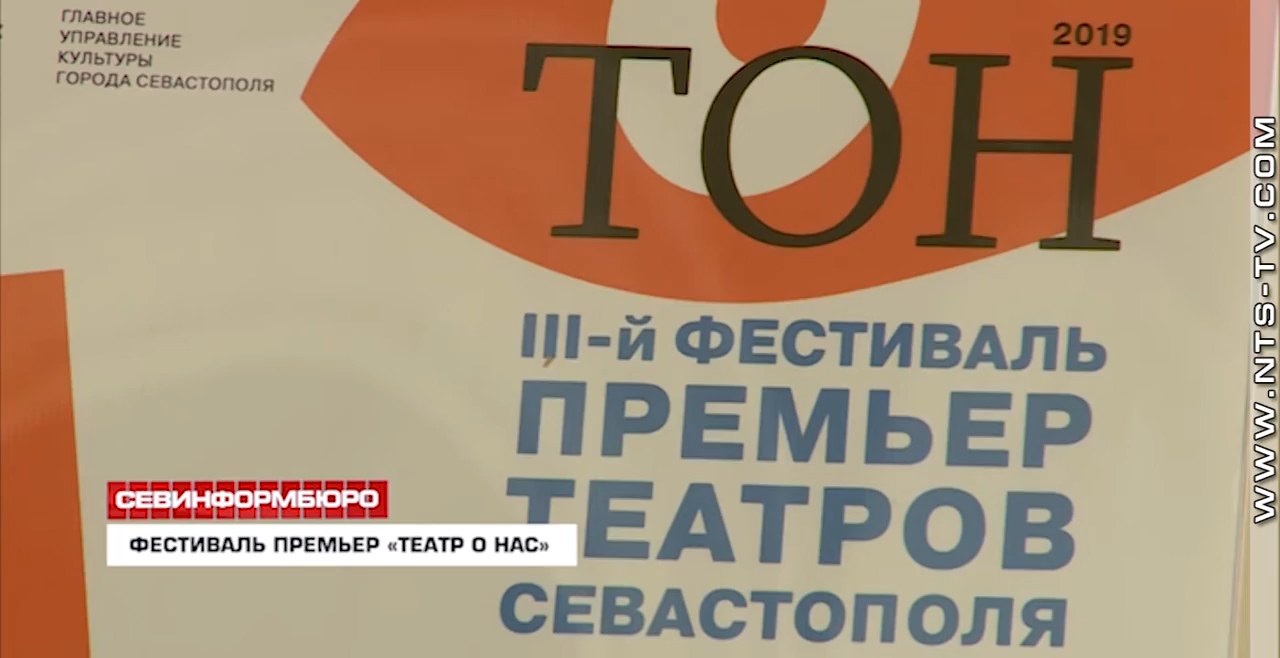 ГЛАВНОЕ
УПРАВЛЕНИЕ
КУЛЬТУРЫ
ГОРОДА СЕВАСТОПОЛЯ
2019
ТОН
III-й ФЕСТИВАЛЬ
ПРЕМЬЕР
ТЕАТРОВ
СЕВАСТОПОЛЯ
СЕВИНФОРМБЮРО
ФЕСТИВАЛЬ ПРЕМЬЕР «ТЕАТР О НАС»
WWW.NTS-TV.COM